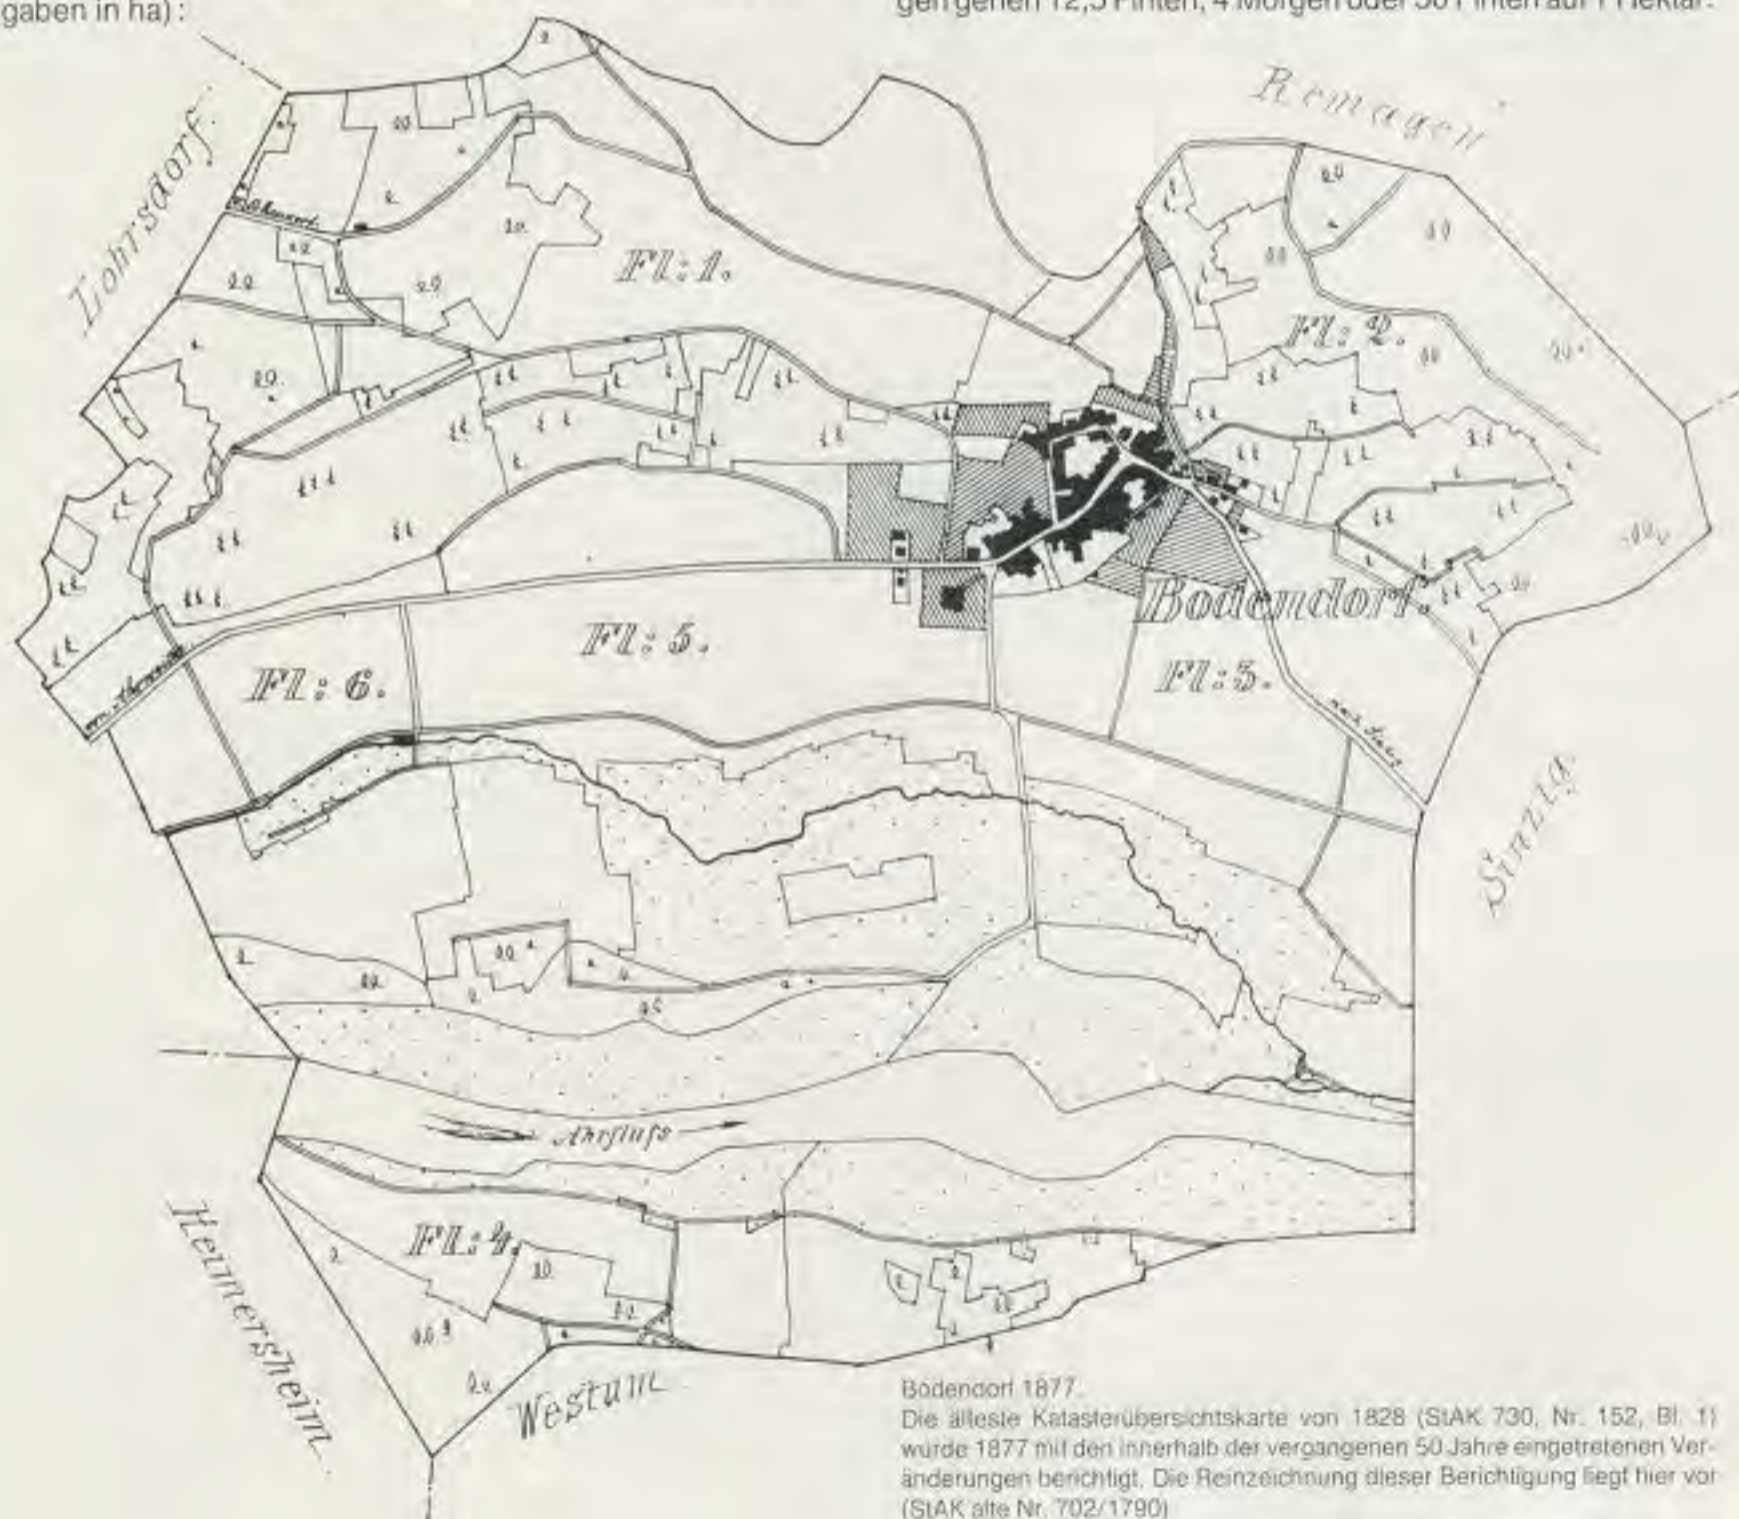 gaben in ha):
gen gehen 12,5 Pinten, 4 Morgen oder 50 Pinten auf 1 Hektar.
Remagen
Lohrsdorf.
Fl: 1.
Fl: 2.
Bodendorf
Fl: 5.
Fl: 3.
Fl: 6.
nach Sinzig
Sinzig.
Ahrfluss
Fl: 4.
Heimersheim
Westum
Bodendorf 1877.
Die älteste Katasterübersichtskarte von 1828 (StAK 730, Nr. 152, Bl. 1)
wurde 1877 mit den innerhalb der vergangenen 50 Jahre eingetretenen Ver-
änderungen berichtigt. Die Reinzeichnung dieser Berichtigung liegt hier vor
(StAK alte Nr. 702/1790)